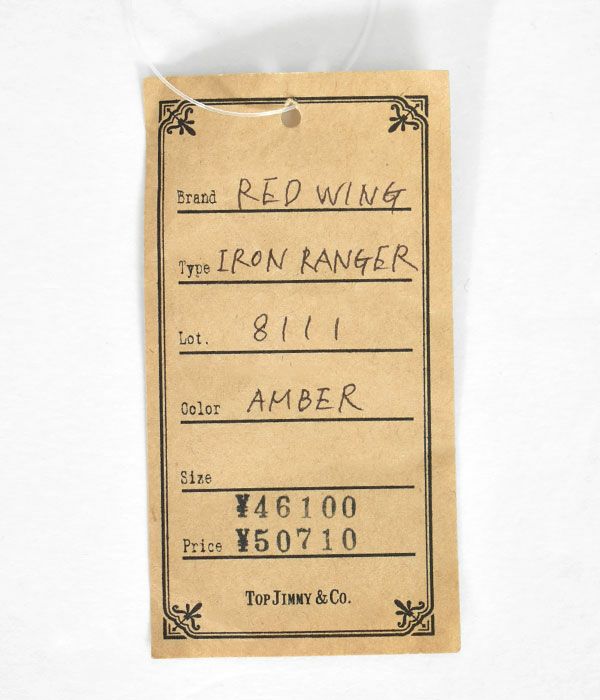 Brand RED WING
Type IRON RANGER
Lot. 8111
Color AMBER
Size
¥46100
Price ¥50710
TOP JIMMY & CO.